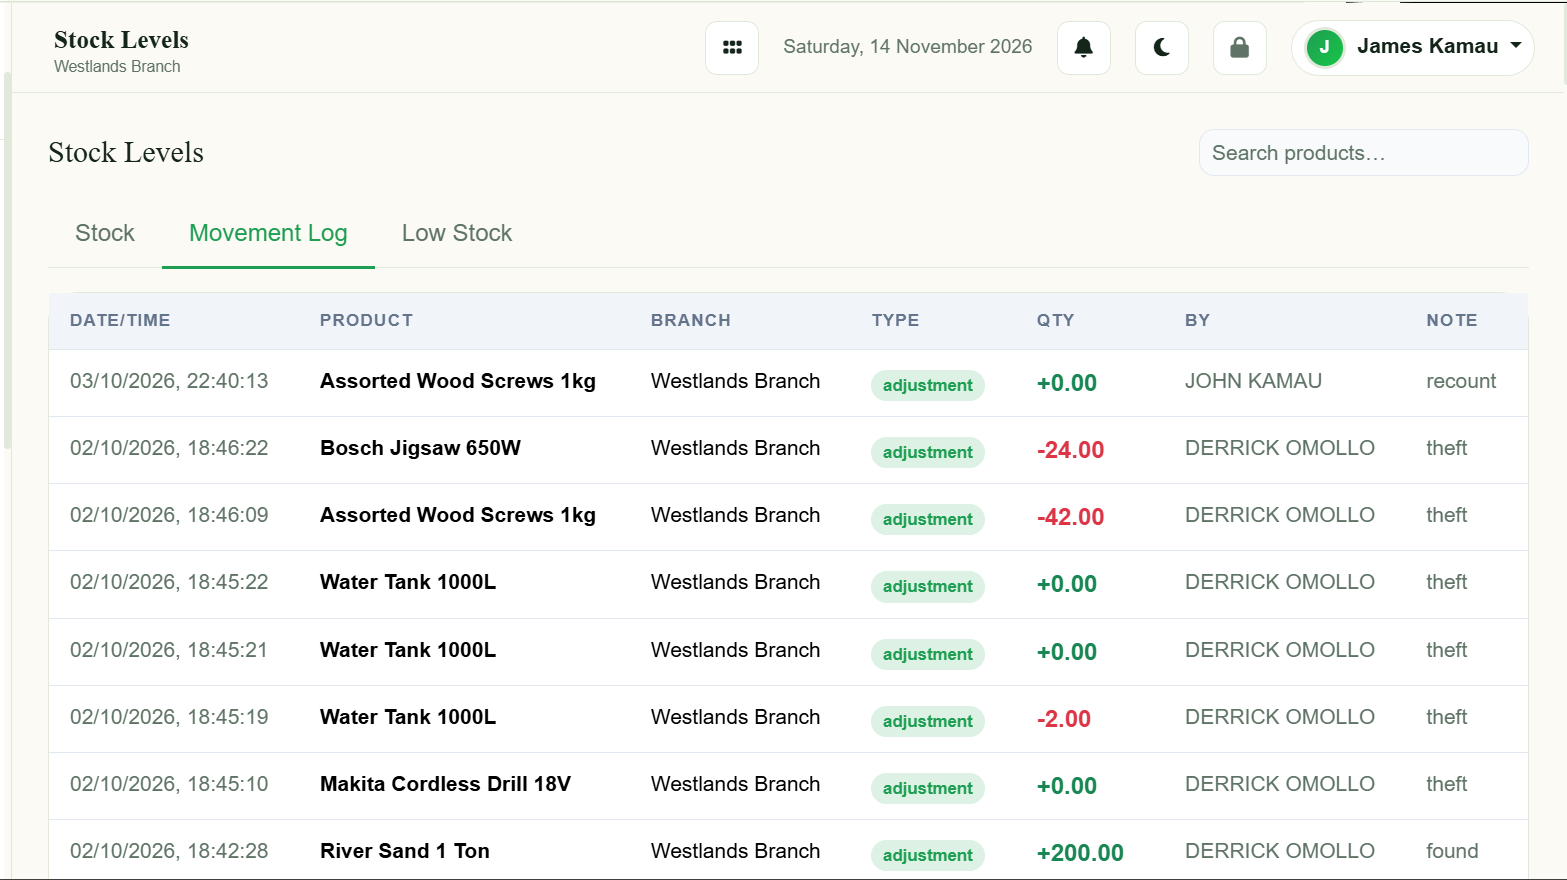 Stock Levels
Westlands Branch
Saturday, 14 November 2026
J
James Kamau
Stock Levels
Search products…
Stock Movement Log Low Stock
DATE/TIME PRODUCT BRANCH TYPE QTY BY NOTE
03/10/2026, 22:40:13 Assorted Wood Screws 1kg Westlands Branch adjustment +0.00 JOHN KAMAU recount
02/10/2026, 18:46:22 Bosch Jigsaw 650W Westlands Branch adjustment -24.00 DERRICK OMOLLO theft
02/10/2026, 18:46:09 Assorted Wood Screws 1kg Westlands Branch adjustment -42.00 DERRICK OMOLLO theft
02/10/2026, 18:45:22 Water Tank 1000L Westlands Branch adjustment +0.00 DERRICK OMOLLO theft
02/10/2026, 18:45:21 Water Tank 1000L Westlands Branch adjustment +0.00 DERRICK OMOLLO theft
02/10/2026, 18:45:19 Water Tank 1000L Westlands Branch adjustment -2.00 DERRICK OMOLLO theft
02/10/2026, 18:45:10 Makita Cordless Drill 18V Westlands Branch adjustment +0.00 DERRICK OMOLLO theft
02/10/2026, 18:42:28 River Sand 1 Ton Westlands Branch adjustment +200.00 DERRICK OMOLLO found